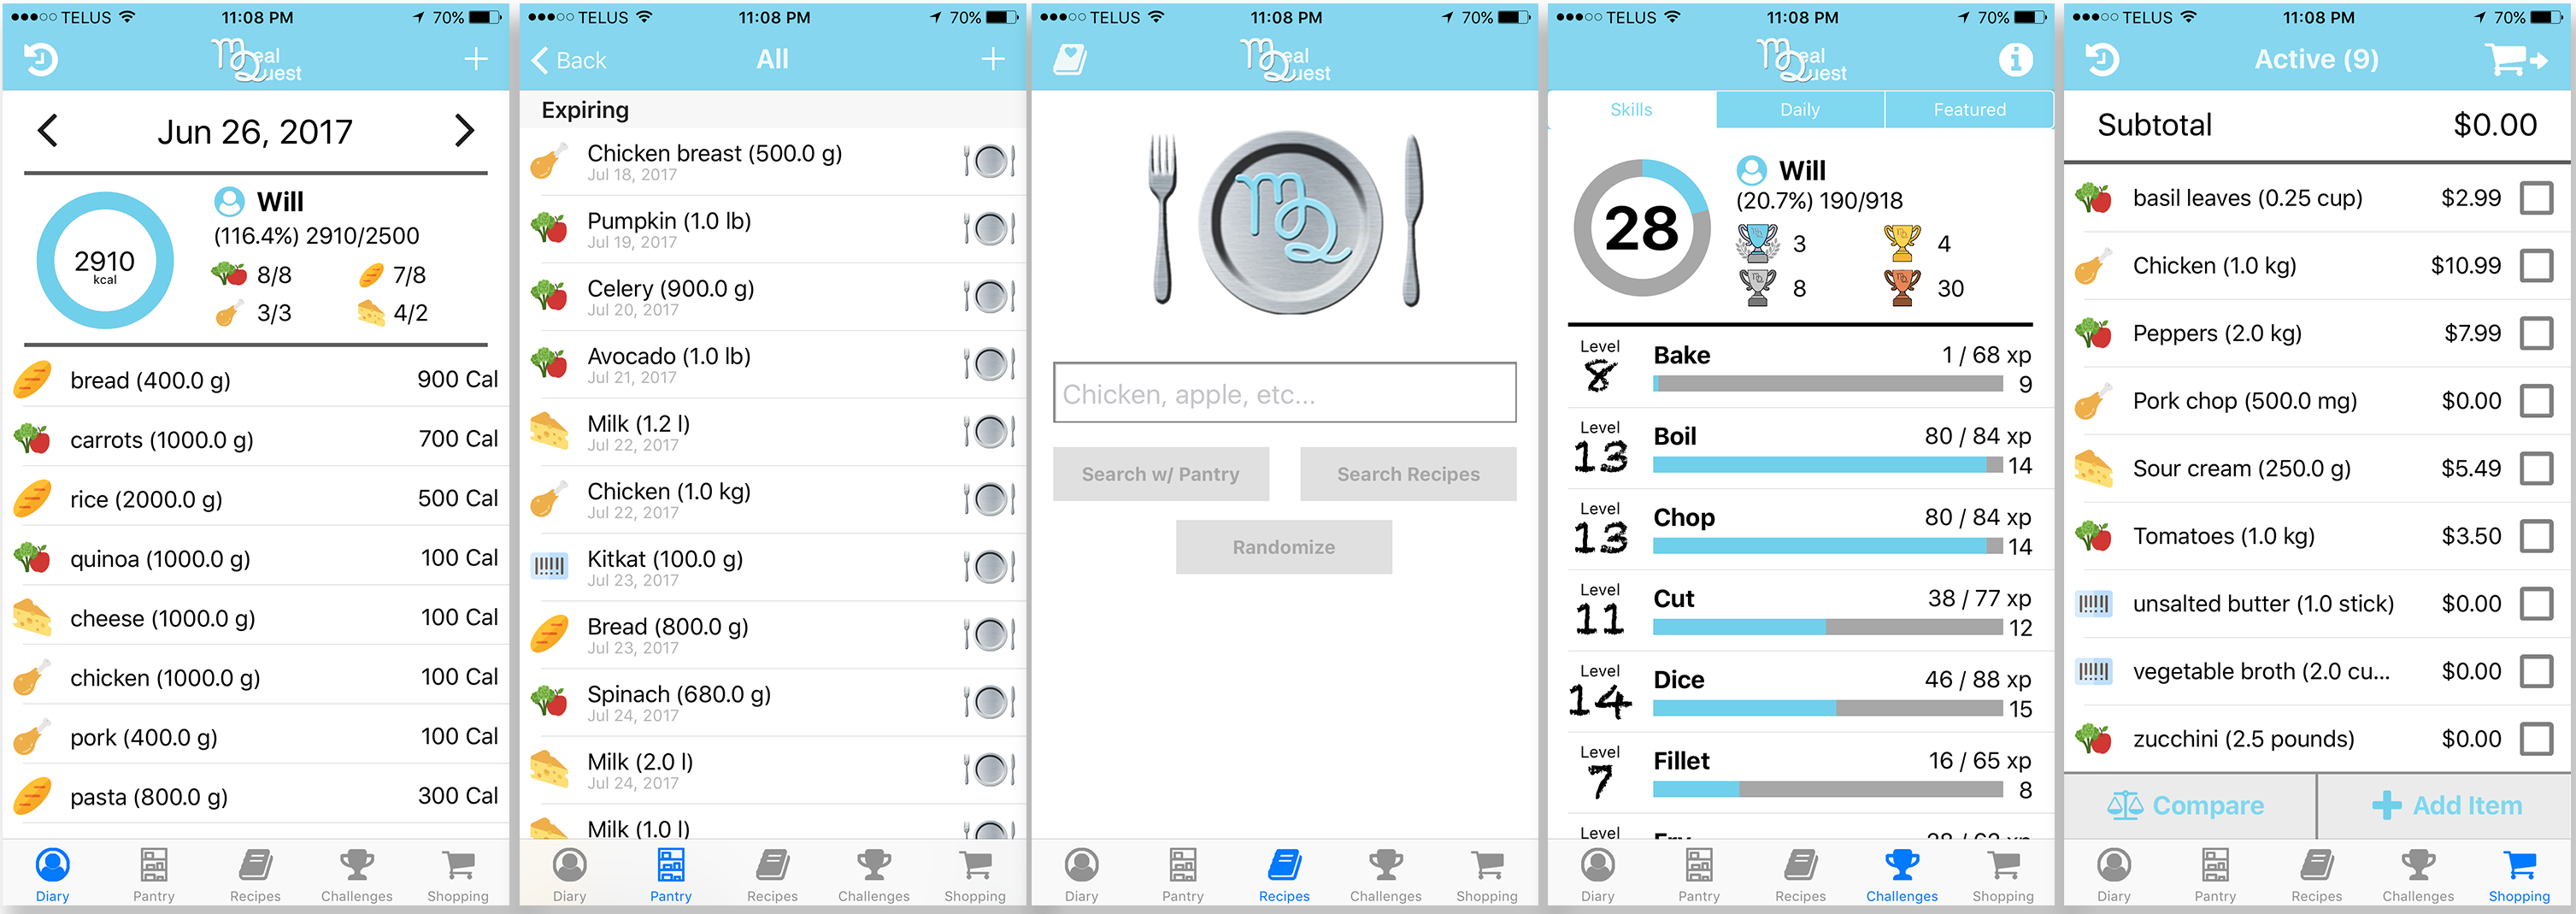 TELUS 11:08 PM 70%
Meal
Quest
Jun 26, 2017
2910
kcal
Will
(116.4%) 2910/2500
8/8 7/8
3/3 4/2
bread (400.0 g) 900 Cal
carrots (1000.0 g) 700 Cal
rice (2000.0 g) 500 Cal
quinoa (1000.0 g) 100 Cal
cheese (1000.0 g) 100 Cal
chicken (1000.0 g) 100 Cal
pork (400.0 g) 100 Cal
pasta (800.0 g) 300 Cal
Diary Pantry Recipes Challenges Shopping
TELUS 11:08 PM 70%
Back All
Expiring
Chicken breast (500.0 g)
Jul 18, 2017
Pumpkin (1.0 lb)
Jul 19, 2017
Celery (900.0 g)
Jul 20, 2017
Avocado (1.0 lb)
Jul 21, 2017
Milk (1.2 l)
Jul 22, 2017
Chicken (1.0 kg)
Jul 22, 2017
Kitkat (100.0 g)
Jul 23, 2017
Bread (800.0 g)
Jul 23, 2017
Spinach (680.0 g)
Jul 24, 2017
Milk (2.0 l)
Jul 24, 2017
Milk (1.0 l)
Diary Pantry Recipes Challenges Shopping
TELUS 11:08 PM 70%
Meal
Quest
MQ
Chicken, apple, etc...
Search w/ Pantry Search Recipes
Randomize
Diary Pantry Recipes Challenges Shopping
TELUS 11:08 PM 70%
Meal
Quest
Skills Daily Featured
28
Will
(20.7%) 190/918
3 4
8 30
Level
8 Bake 1 / 68 xp
9
Level
13 Boil 80 / 84 xp
14
Level
13 Chop 80 / 84 xp
14
Level
11 Cut 38 / 77 xp
12
Level
14 Dice 46 / 88 xp
15
Level
7 Fillet 16 / 65 xp
8
Level
Diary Pantry Recipes Challenges Shopping
TELUS 11:08 PM 70%
Active (9)
Subtotal $0.00
basil leaves (0.25 cup) $2.99
Chicken (1.0 kg) $10.99
Peppers (2.0 kg) $7.99
Pork chop (500.0 mg) $0.00
Sour cream (250.0 g) $5.49
Tomatoes (1.0 kg) $3.50
unsalted butter (1.0 stick) $0.00
vegetable broth (2.0 cu... $0.00
zucchini (2.5 pounds) $0.00
Compare Add Item
Diary Pantry Recipes Challenges Shopping